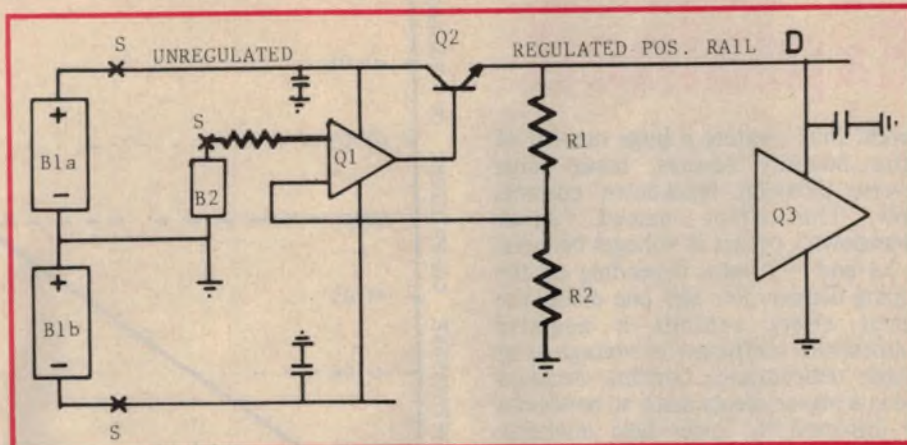 S UNREGULATED Q2 REGULATED POS. RAIL D
+
S
B1a Q1 R1
-
B2 Q3
+
B1b R2
-
S